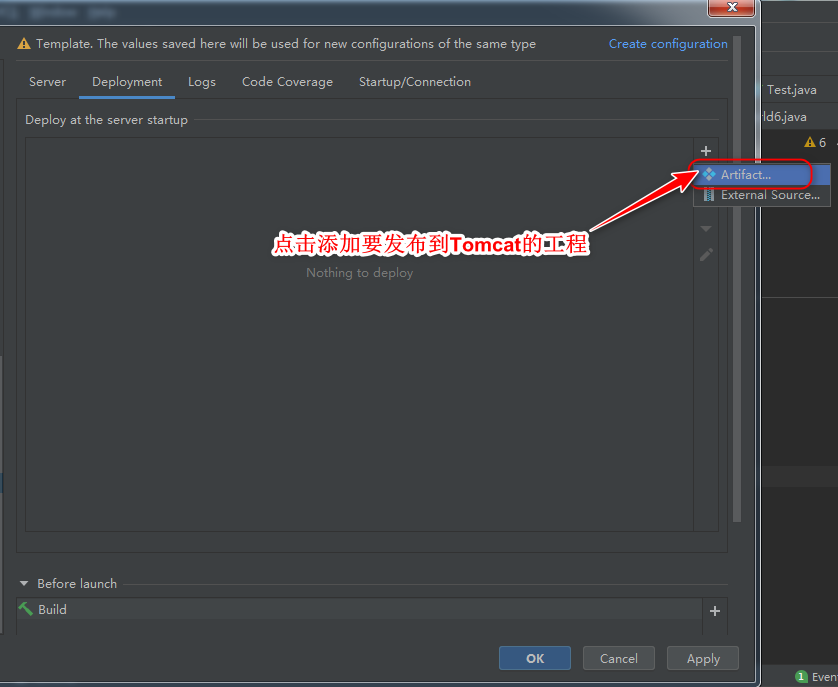 Template. The values saved here will be used for new configurations of the same type
Create configuration
Server
Deployment
Logs
Code Coverage
Startup/Connection
Test.java
Deploy at the server startup
ld6.java
6
Artifact...
External Source...
点击添加要发布到Tomcat的工程
Nothing to deploy
Before launch
Build
OK
Cancel
Apply
1 Even